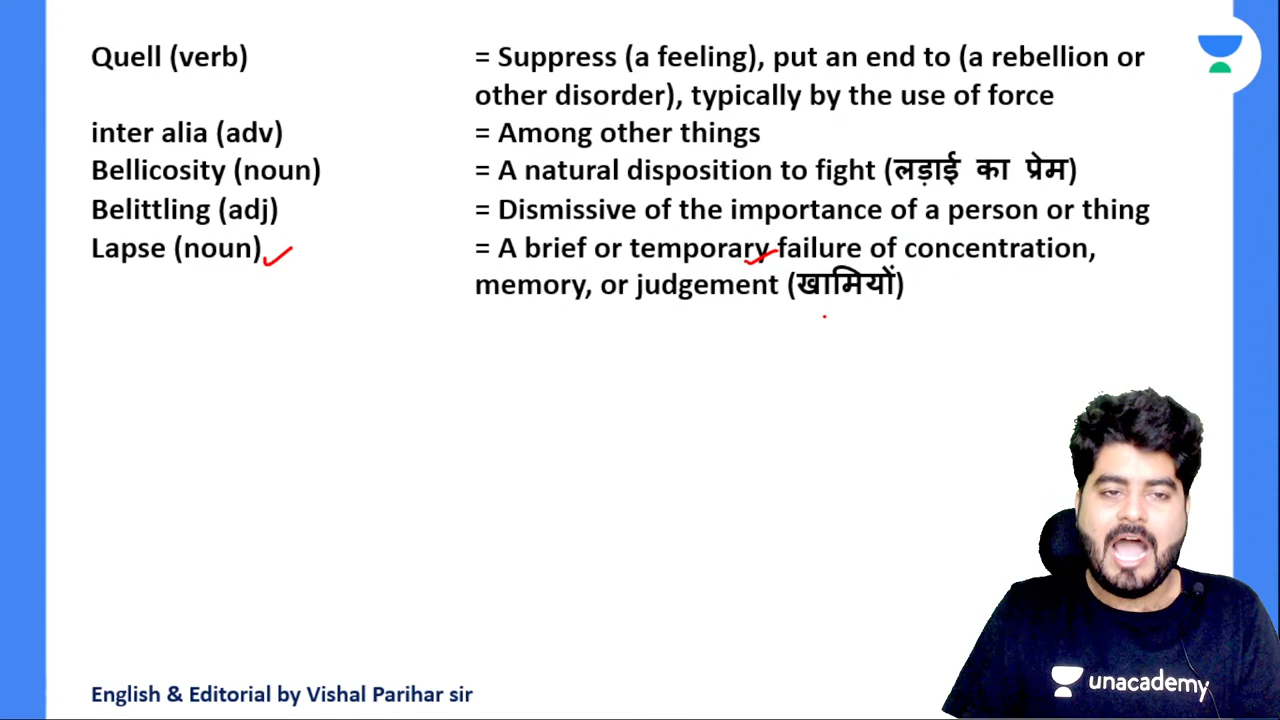 Quell (verb) = Suppress (a feeling), put an end to (a rebellion or
other disorder), typically by the use of force
inter alia (adv) = Among other things
Bellicosity (noun) = A natural disposition to fight (लड़ाई का प्रेम)
Belittling (adj) = Dismissive of the importance of a person or thing
Lapse (noun) = A brief or temporary failure of concentration,
memory, or judgement (खामियों)
unacademy
English & Editorial by Vishal Parihar sir